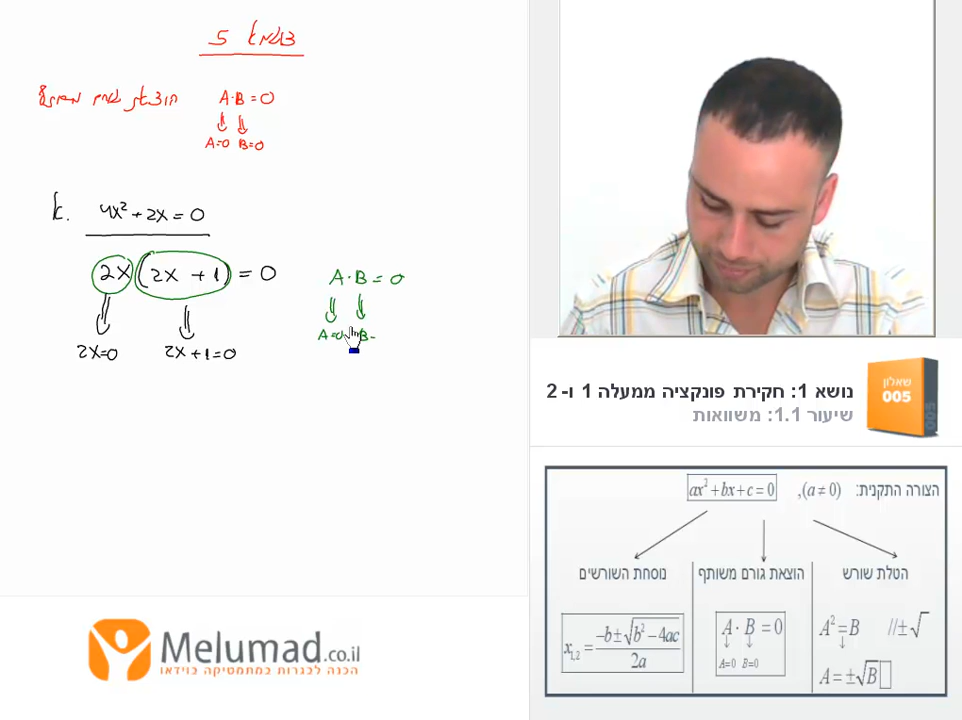 דוגמא 5
הוצאת גורם משותף A·B=0
A=0 B=0
א. 4x²+2x=0
2x(2x+1)=0
A·B=0
A=0 B=
2x=0 2x+1=0
Melumad.co.il
הכנה לבגרות במתמטיקה בוידאו
שאלון
005
נושא 1: חקירת פונקציה ממעלה 1 ו-2
שיעור 1.1: משוואות
הצורה התקנית: ,(a≠0) ax²+bx+c=0
הטלת שורש
A²=B //±√
A=±√B
הוצאת גורם משותף
A·B=0
A=0 B=0
נוסחת השורשים
x₁,₂=(-b±√(b²-4ac))/2a